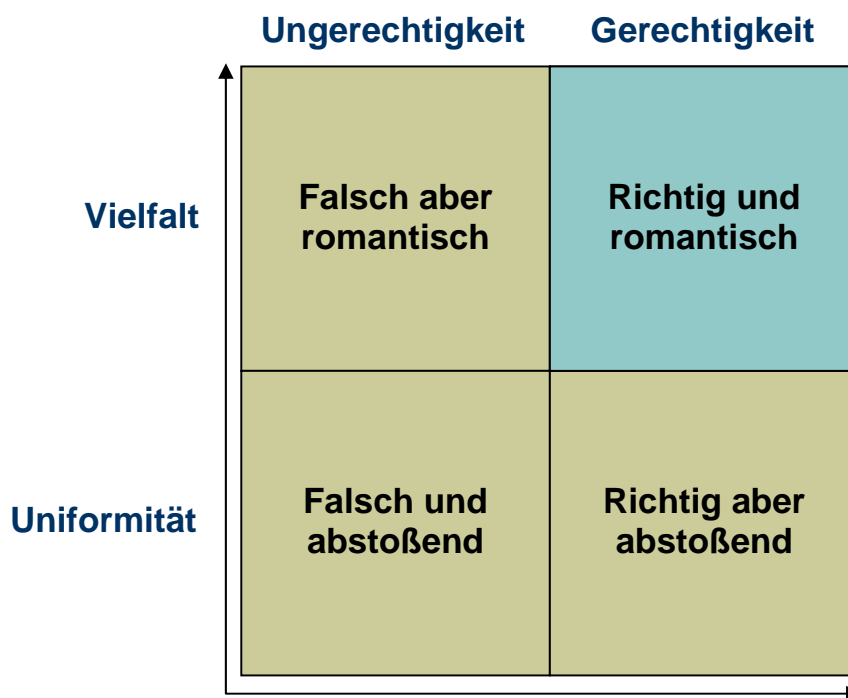 Ungerechtigkeit Gerechtigkeit
Vielfalt
Falsch aber
romantisch
Richtig und
romantisch
Uniformität
Falsch und
abstoßend
Richtig aber
abstoßend